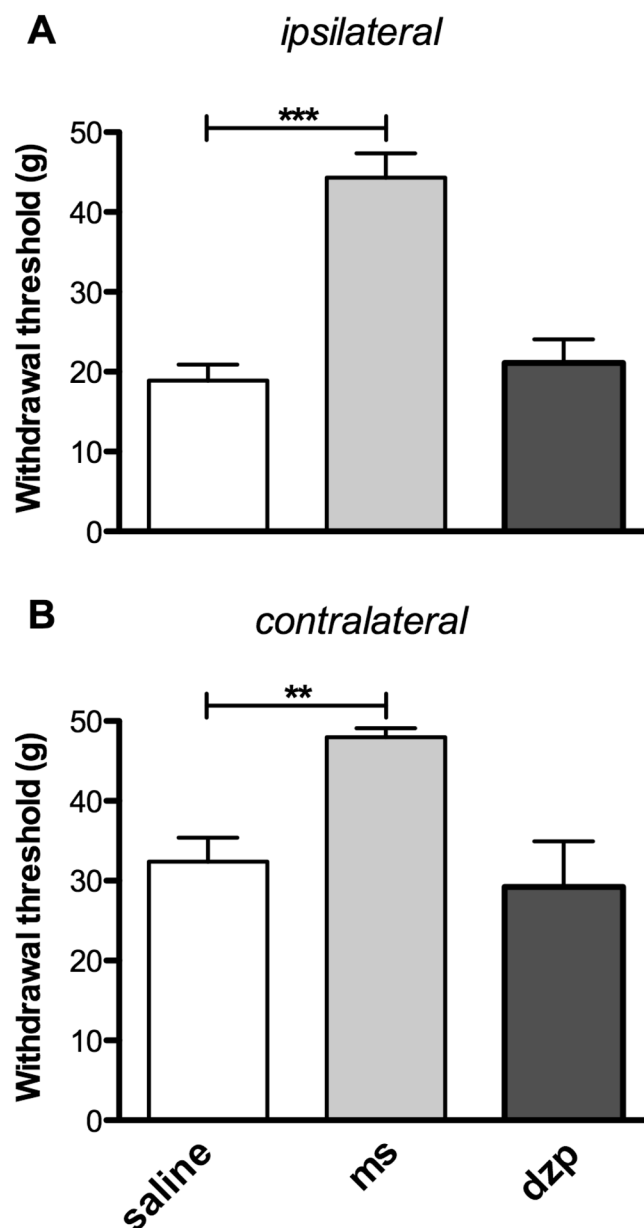 A
ipsilateral
***
Withdrawal threshold (g)
50
40
30
20
10
0
B
contralateral
**
Withdrawal threshold (g)
50
40
30
20
10
0
saline
ms
dzp